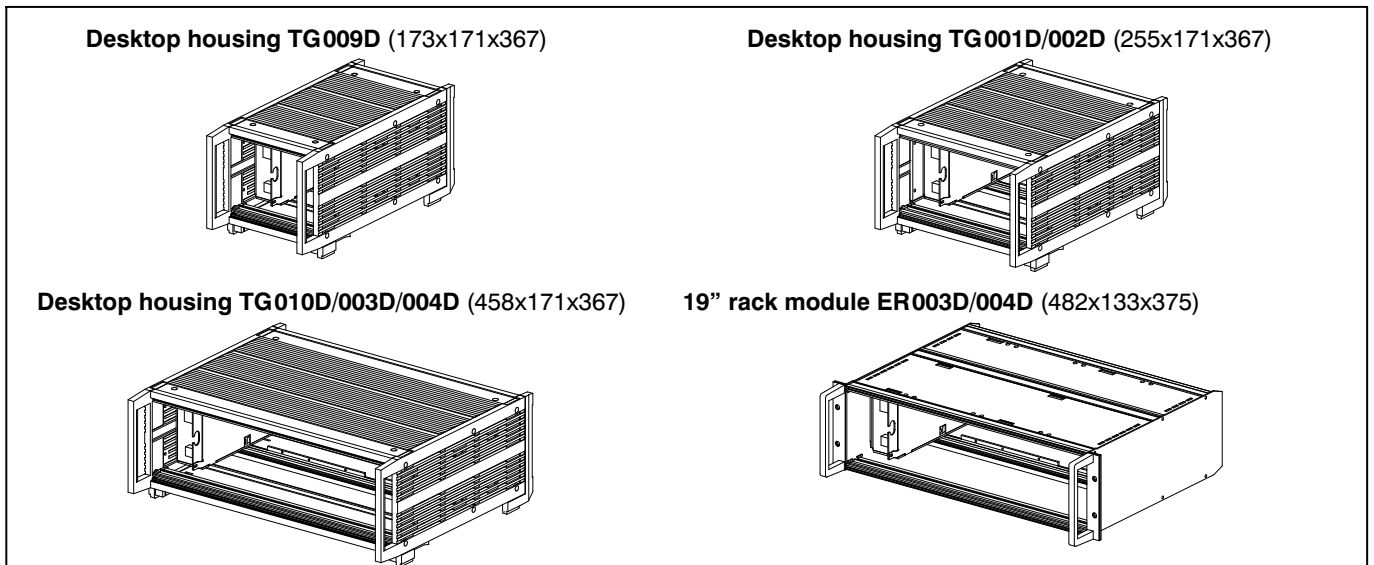 Desktop housing TG009D (173x171x367)
Desktop housing TG001D/002D (255x171x367)
Desktop housing TG010D/003D/004D (458x171x367)
19” rack module ER003D/004D (482x133x375)